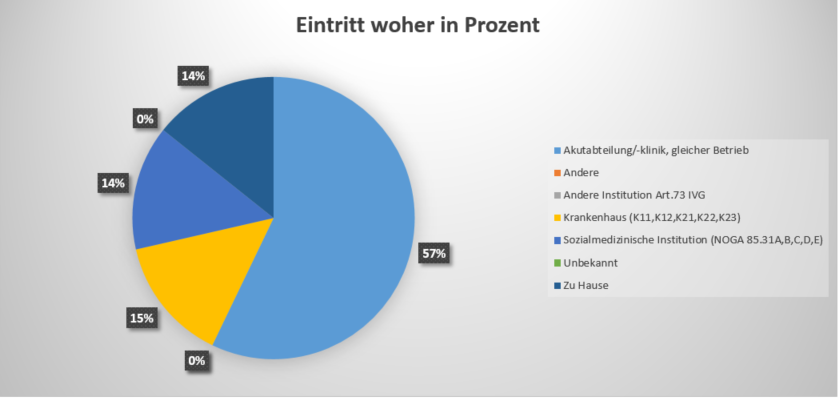 Eintritt woher in Prozent
14%
0%
14%
57%
15%
0%
Akutabteilung/-klinik, gleicher Betrieb
Andere
Andere Institution Art.73 IVG
Krankenhaus (K11,K12,K21,K22,K23)
Sozialmedizinische Institution (NOGA 85.31A,B,C,D,E)
Unbekannt
Zu Hause